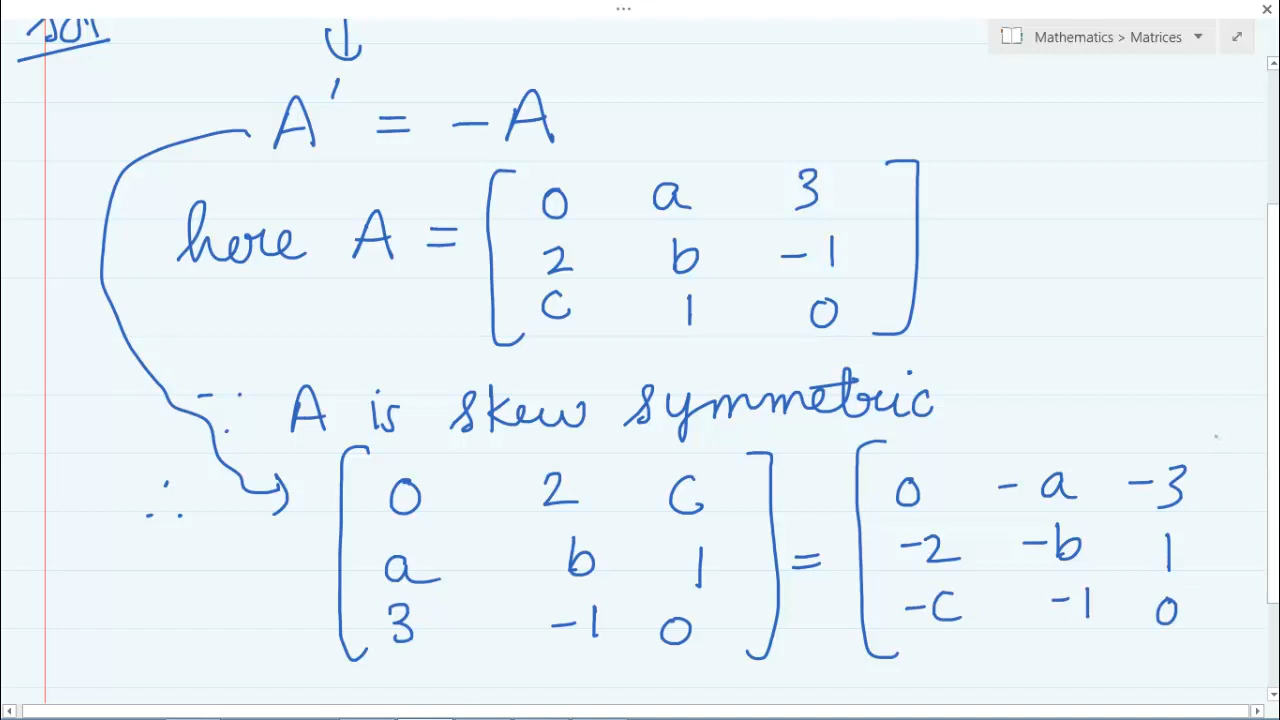 Mathematics > Matrices
A' = - A
here A = [ 0 a 3
2 b -1
C 1 0 ]
∵ A is skew symmetric
∴ [ 0 2 C
a b 1
3 -1 0 ] = [ 0 -a -3
-2 -b 1
-C -1 0 ]